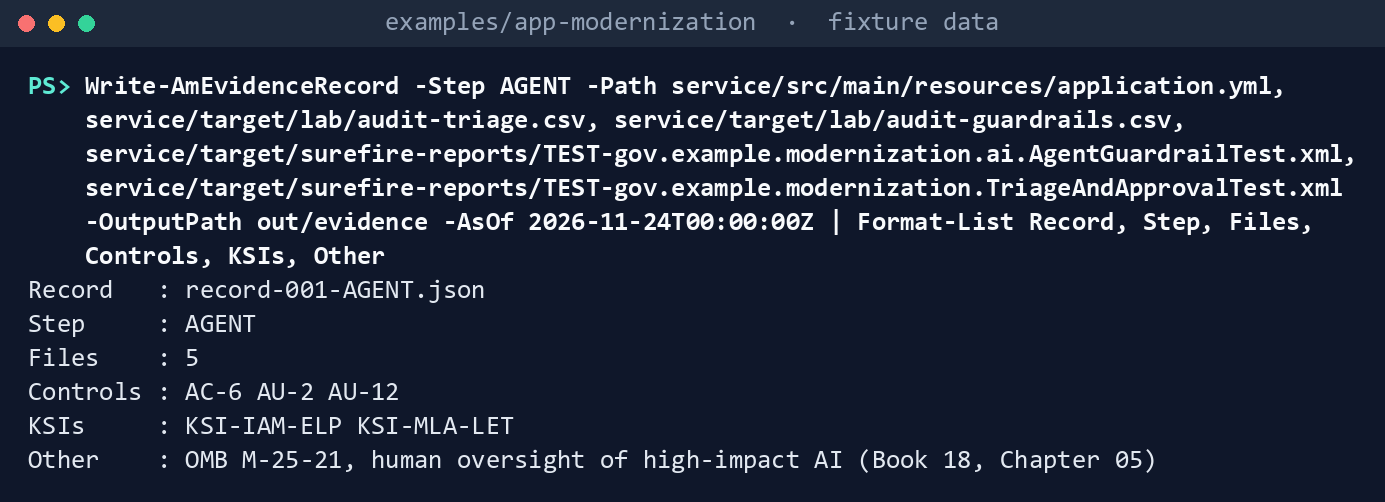 examples/app-modernization · fixture data
PS> Write-AmEvidenceRecord -Step AGENT -Path service/src/main/resources/application.yml,
service/target/lab/audit-triage.csv, service/target/lab/audit-guardrails.csv,
service/target/surefire-reports/TEST-gov.example.modernization.ai.AgentGuardrailTest.xml,
service/target/surefire-reports/TEST-gov.example.modernization.TriageAndApprovalTest.xml
-OutputPath out/evidence -AsOf 2026-11-24T00:00:00Z | Format-List Record, Step, Files,
Controls, KSIs, Other
Record   : record-001-AGENT.json
Step     : AGENT
Files    : 5
Controls : AC-6 AU-2 AU-12
KSIs     : KSI-IAM-ELP KSI-MLA-LET
Other    : OMB M-25-21, human oversight of high-impact AI (Book 18, Chapter 05)